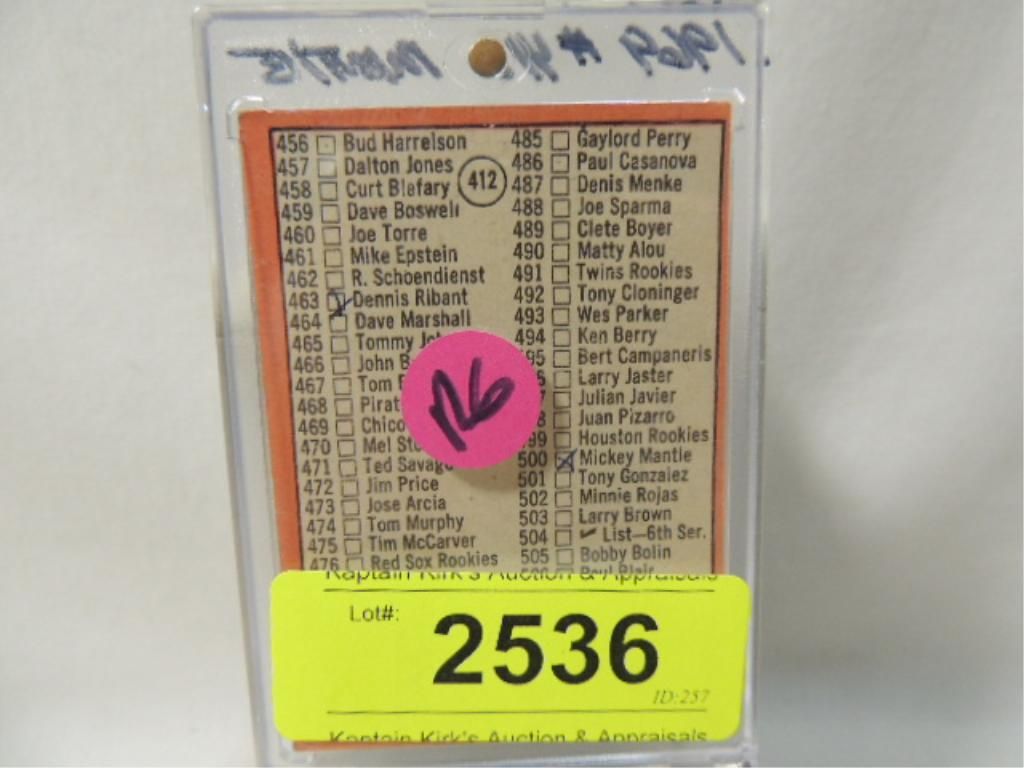 1969 #412 MANTLE
456 Bud Harrelson
457 Dalton Jones
458 Curt Blefary
459 Dave Boswell
460 Joe Torre
461 Mike Epstein
462 R. Schoendienst
463 Dennis Ribant
464 Dave Marshall
465 Tommy
466 John
467 Tom
468
469 Chico
470 Mel
471 Ted Savage
472 Jim Price
473 Jose Arcia
474 Tom Murphy
475 Tim McCarver
476 Red Sox Rookies
412
485 Gaylord Perry
486 Paul Casanova
487 Denis Menke
488 Joe Sparma
489 Clete Boyer
490 Matty Alou
491 Twins Rookies
492 Tony Cloninger
493 Wes Parker
494 Ken Berry
95 Bert Campaneris
Larry Jaster
Julian Javier
Juan Pizarro
99 Houston Rookies
500 Mickey Mantle
501 Tony Gonzalez
502 Minnie Rojas
503 Larry Brown
504 List—6th Ser.
505 Bobby Bolin
Paul Blair
Kaptain Kirk's Auction & Appraisals
Lot#:
2536
ID:257
Kaptain Kirk's Auction & Appraisals